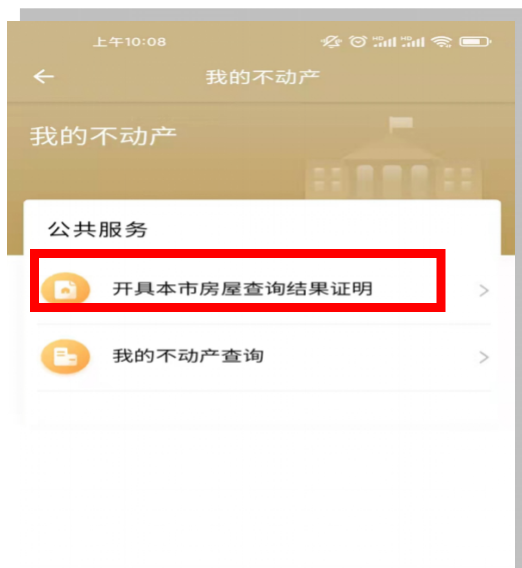 上午10:08
我的不动产
我的不动产
公共服务
开具本市房屋查询结果证明
我的不动产查询